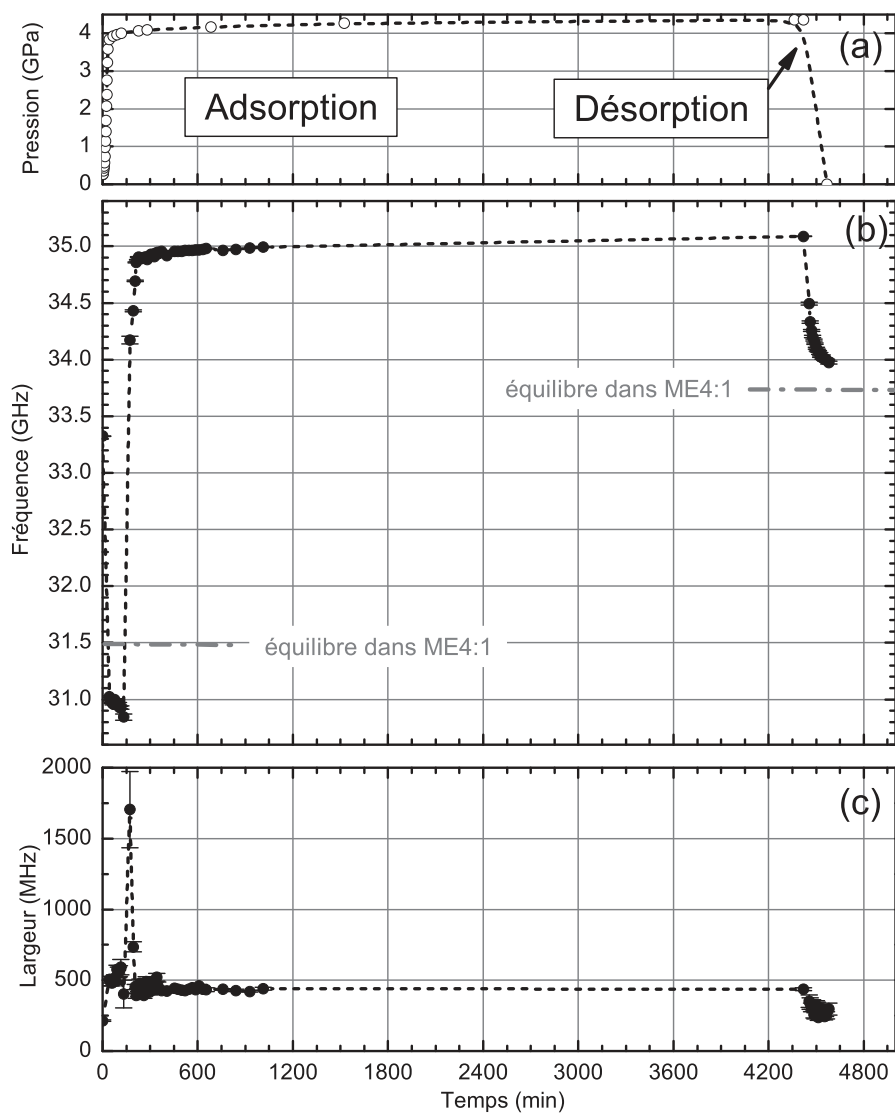 4
3
2
1
0
Pression (GPa)
(a)
Adsorption
Désorption
35.0
34.5
34.0
33.5
33.0
32.5
32.0
31.5
31.0
Fréquence (GHz)
(b)
équilibre dans ME4:1
équilibre dans ME4:1
2000
1500
1000
500
0
Largeur (MHz)
(c)
0 600 1200 1800 2400 3000 3600 4200 4800
Temps (min)